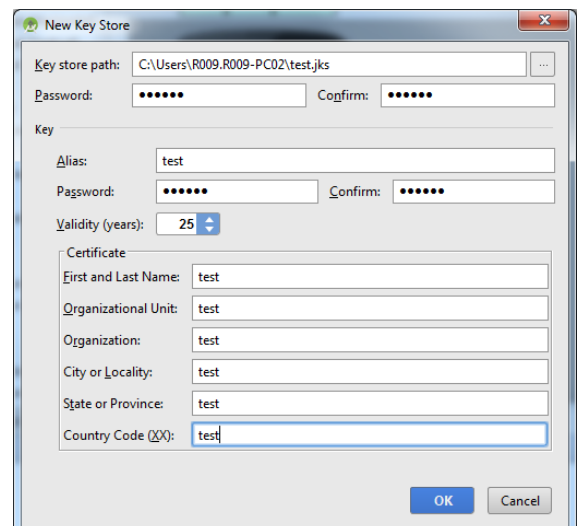 New Key Store
Key store path: C:\Users\R009.R009-PC02\test.jks ...
Password: •••••• Confirm: ••••••
Key
Alias: test
Password: •••••• Confirm: ••••••
Validity (years): 25
Certificate
First and Last Name: test
Organizational Unit: test
Organization: test
City or Locality: test
State or Province: test
Country Code (XX): test
OK Cancel